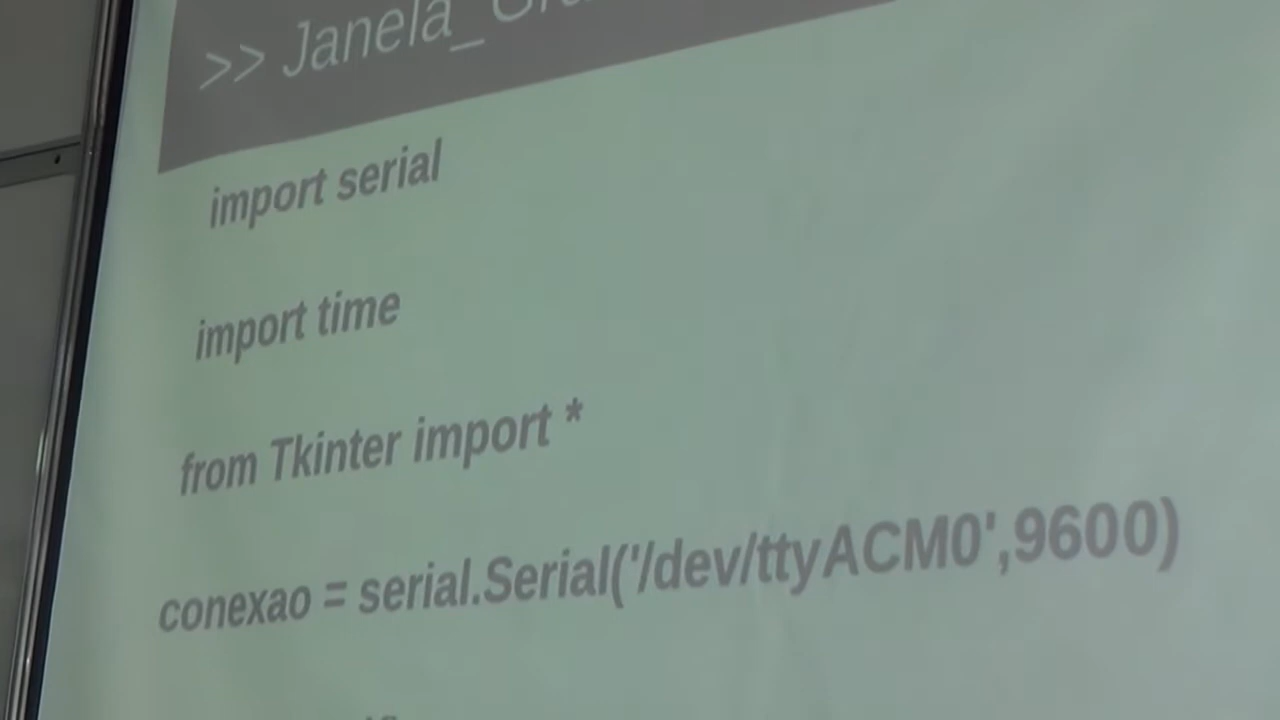 >> Janela_
import serial
import time
from Tkinter import *
conexao = serial.Serial('/dev/ttyACM0',9600)